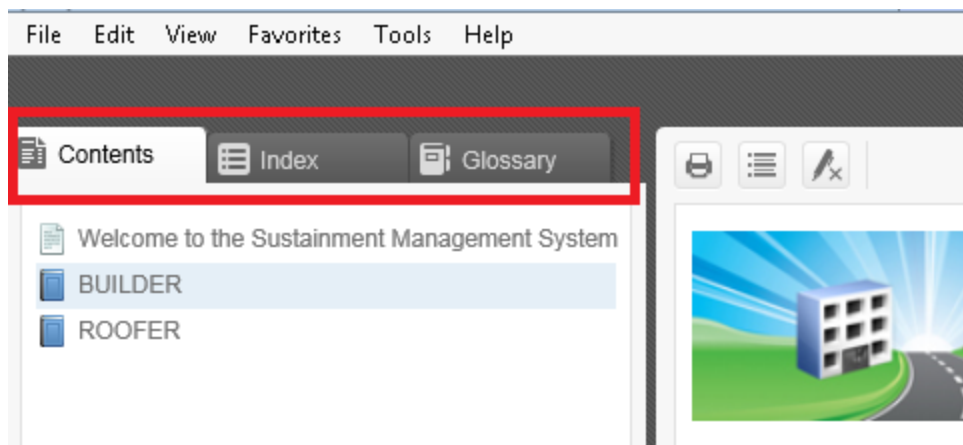 File Edit View Favorites Tools Help
Contents Index Glossary
Welcome to the Sustainment Management System
BUILDER
ROOFER